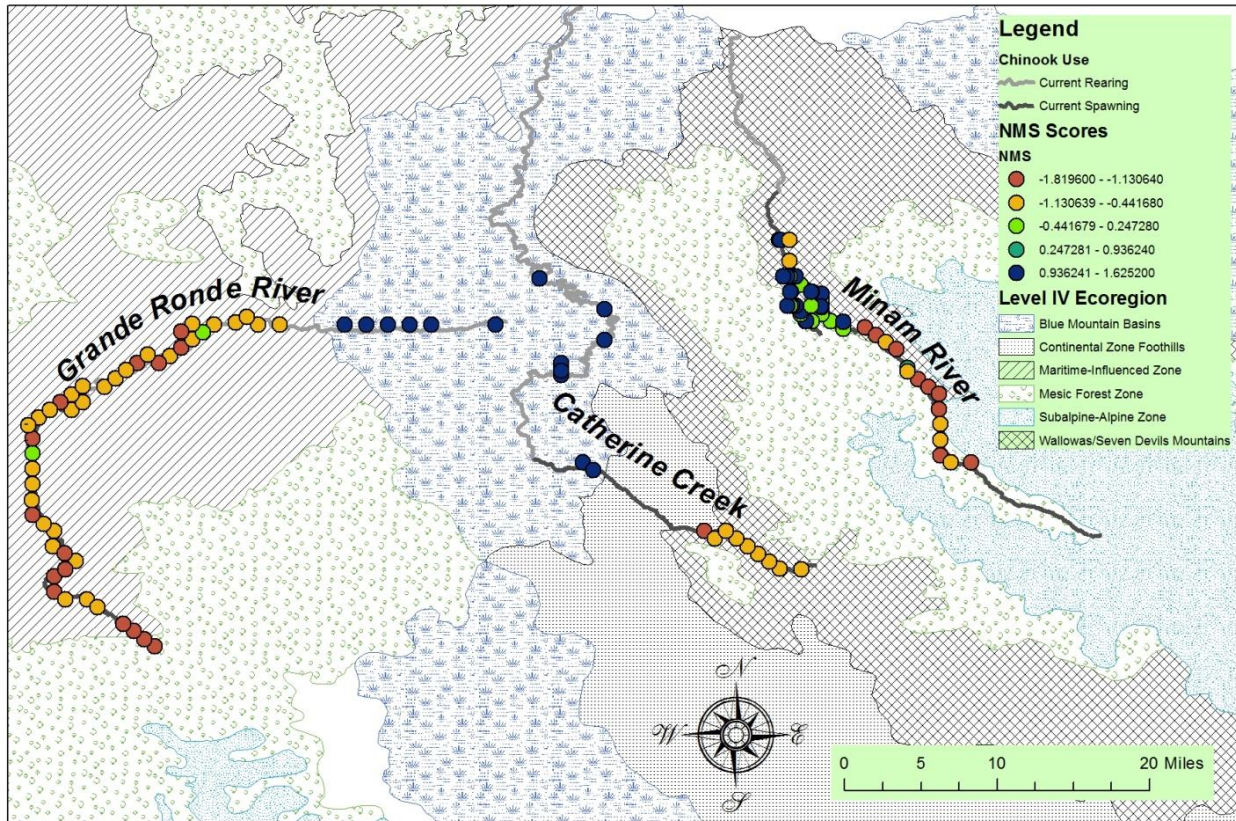 Legend
Chinook Use
Current Rearing
Current Spawning
NMS Scores
NMS
-1.819600 - -1.130640
-1.130639 - -0.441680
-0.441679 - 0.247280
0.247281 - 0.936240
0.936241 - 1.625200
Level IV Ecoregion
Blue Mountain Basins
Continental Zone Foothills
Maritime-Influenced Zone
Mesic Forest Zone
Subalpine-Alpine Zone
Wallowas/Seven Devils Mountains
Grande Ronde River
Minam River
Catherine Creek
N
W
E
S
0 5 10 20 Miles